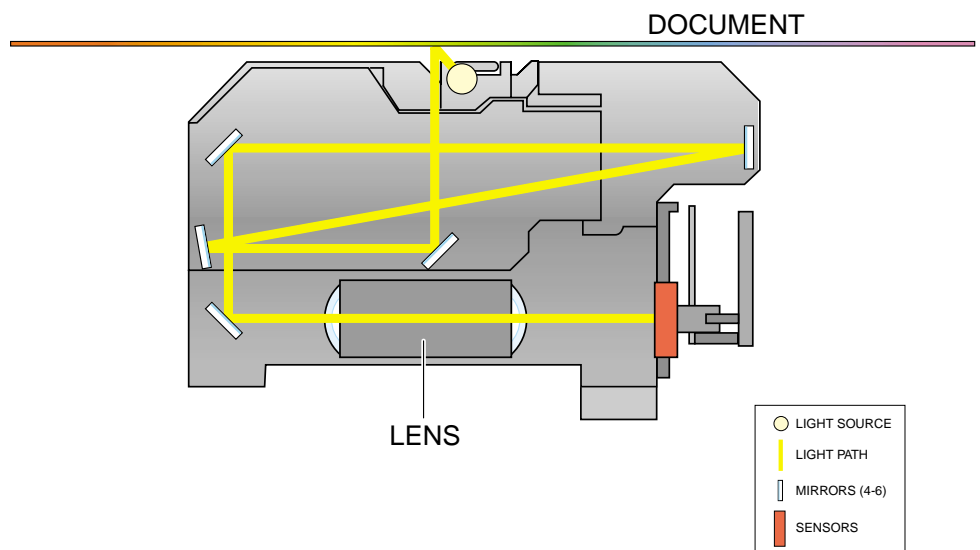 DOCUMENT
LENS
LIGHT SOURCE
LIGHT PATH
MIRRORS (4-6)
SENSORS